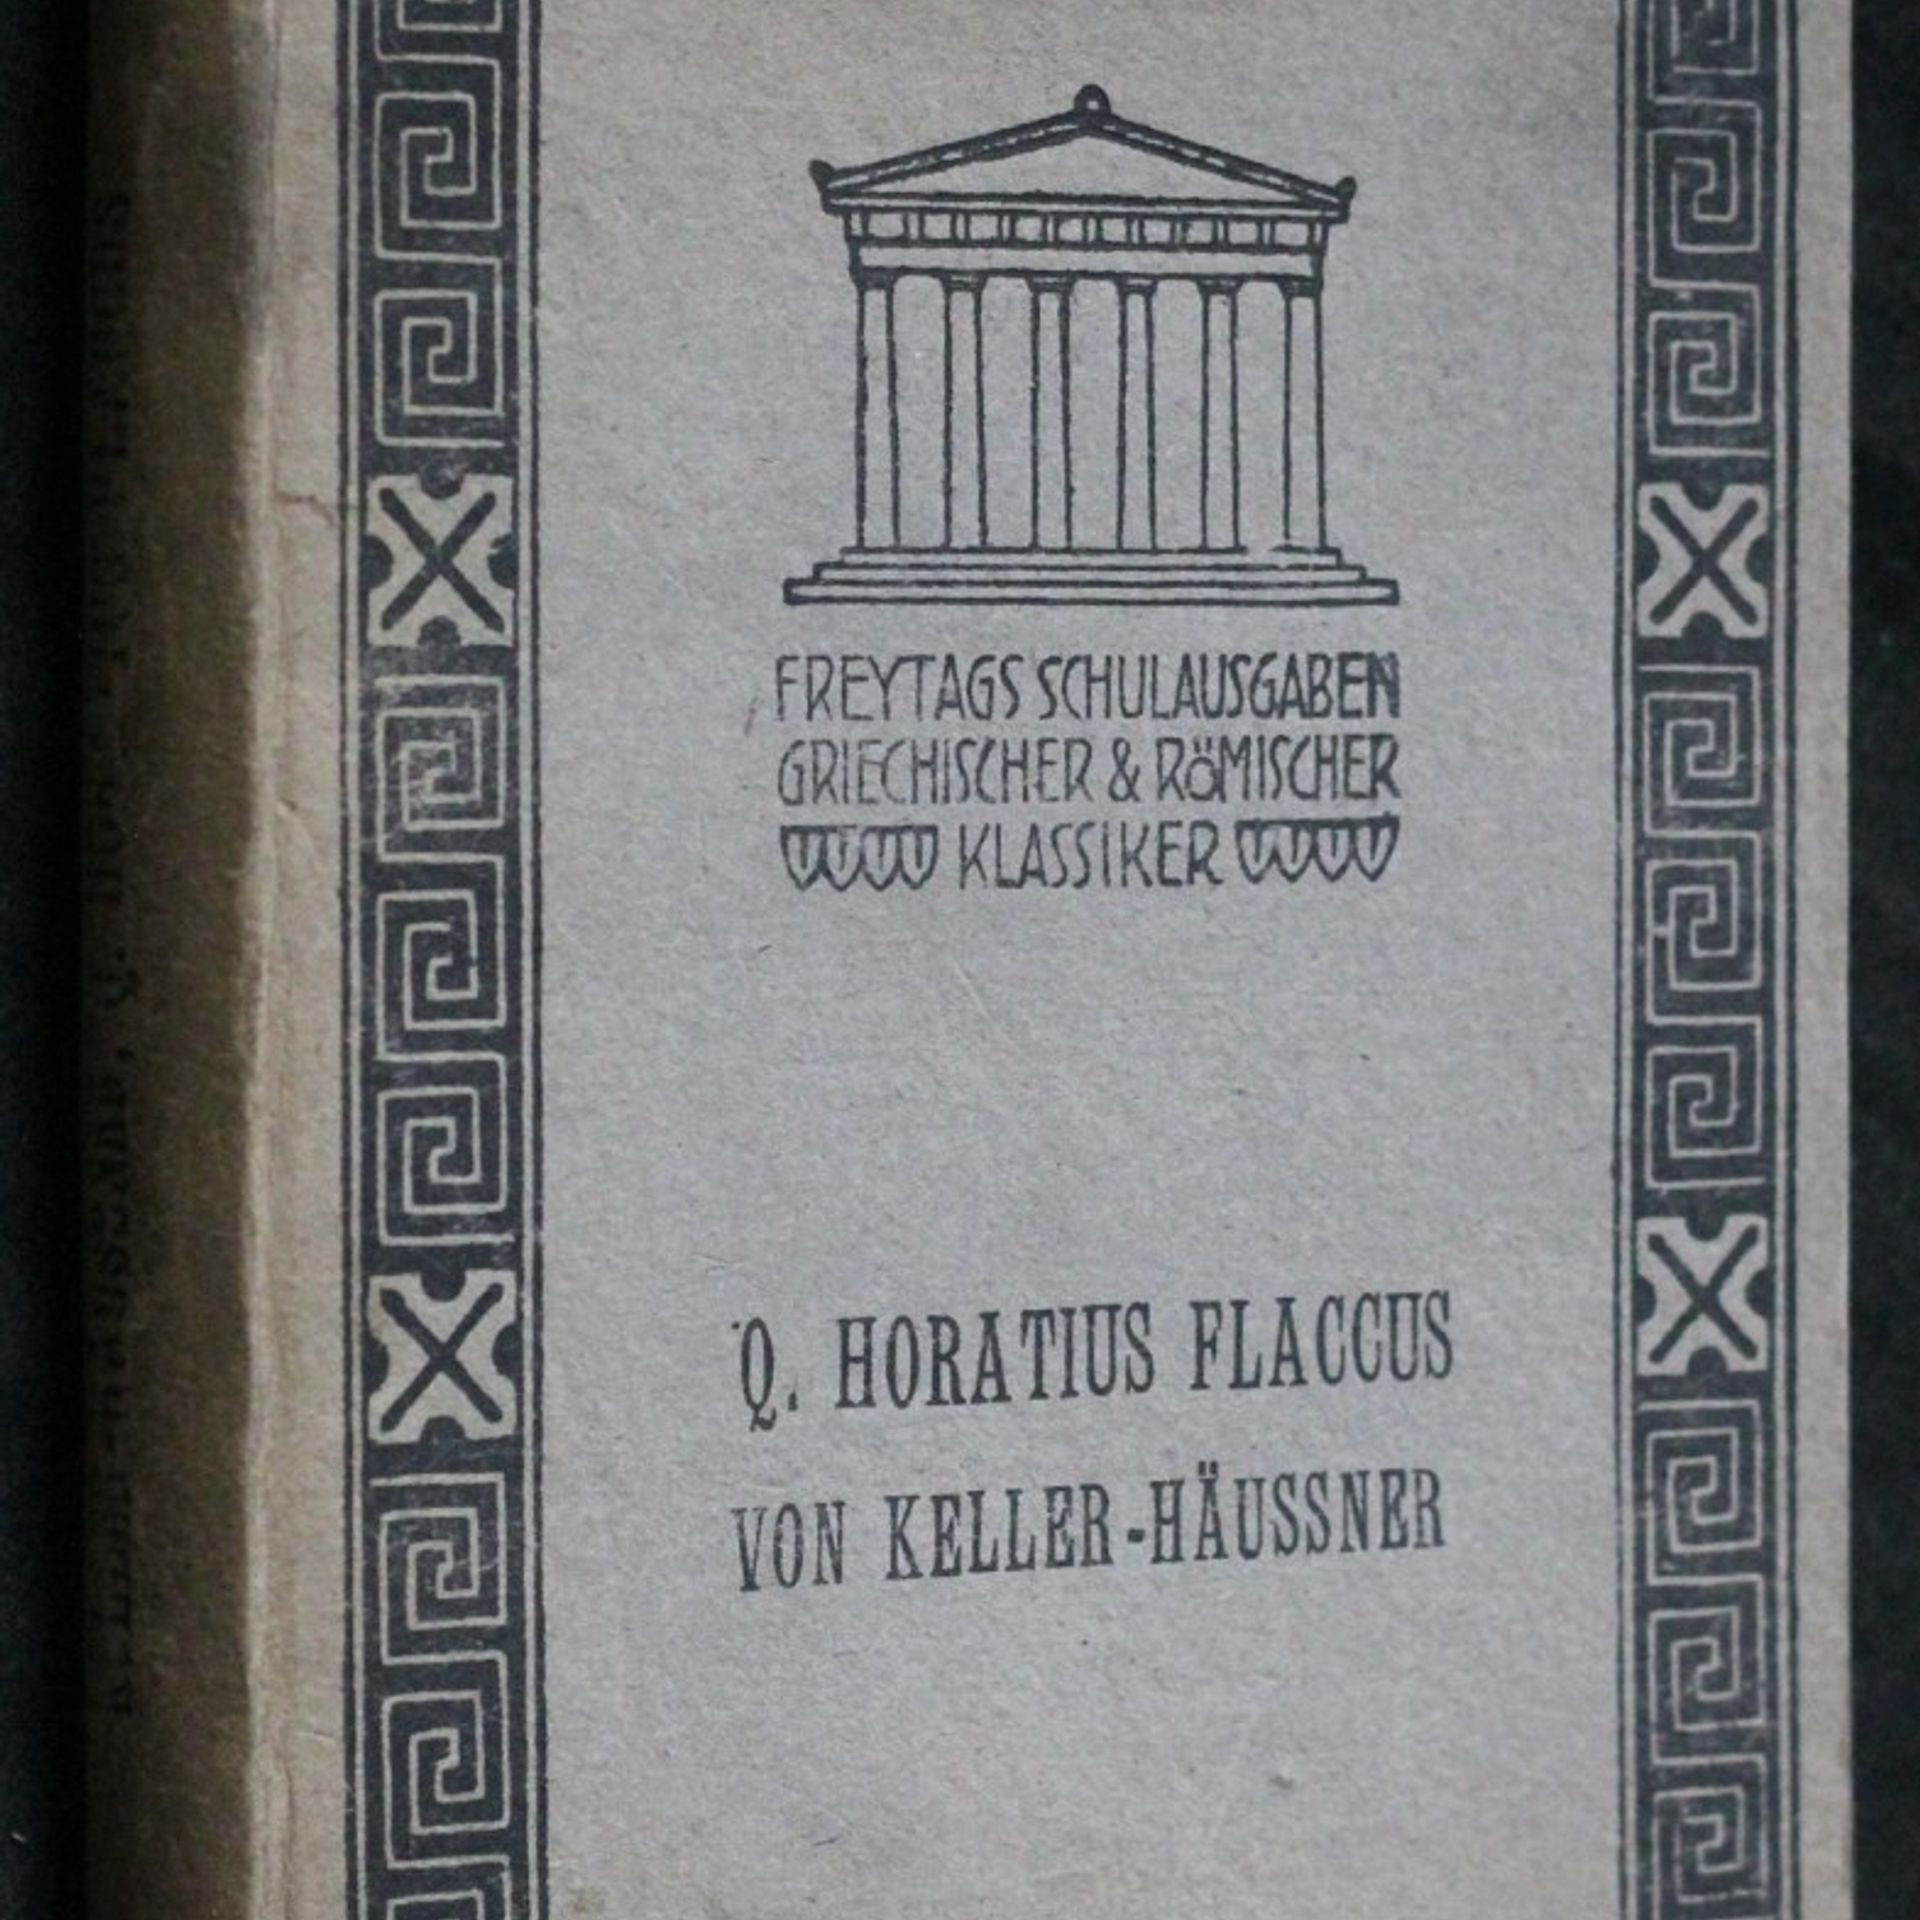 FREYTAGS SCHULAUSGABEN
GRIECHISCHER & RÖMISCHER
KLASSIKER
Q. HORATIUS FLACCUS
VON KELLER-HÄUSSNER